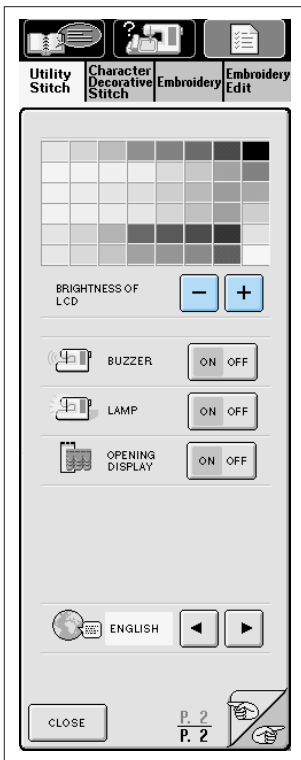 ?
Utility
Stitch
Character
Decorative
Stitch
Embroidery
Embroidery
Edit
BRIGHTNESS OF
LCD
−
+
BUZZER
ON OFF
LAMP
ON OFF
OPENING
DISPLAY
ON OFF
ENGLISH
CLOSE
P. 2
P. 2